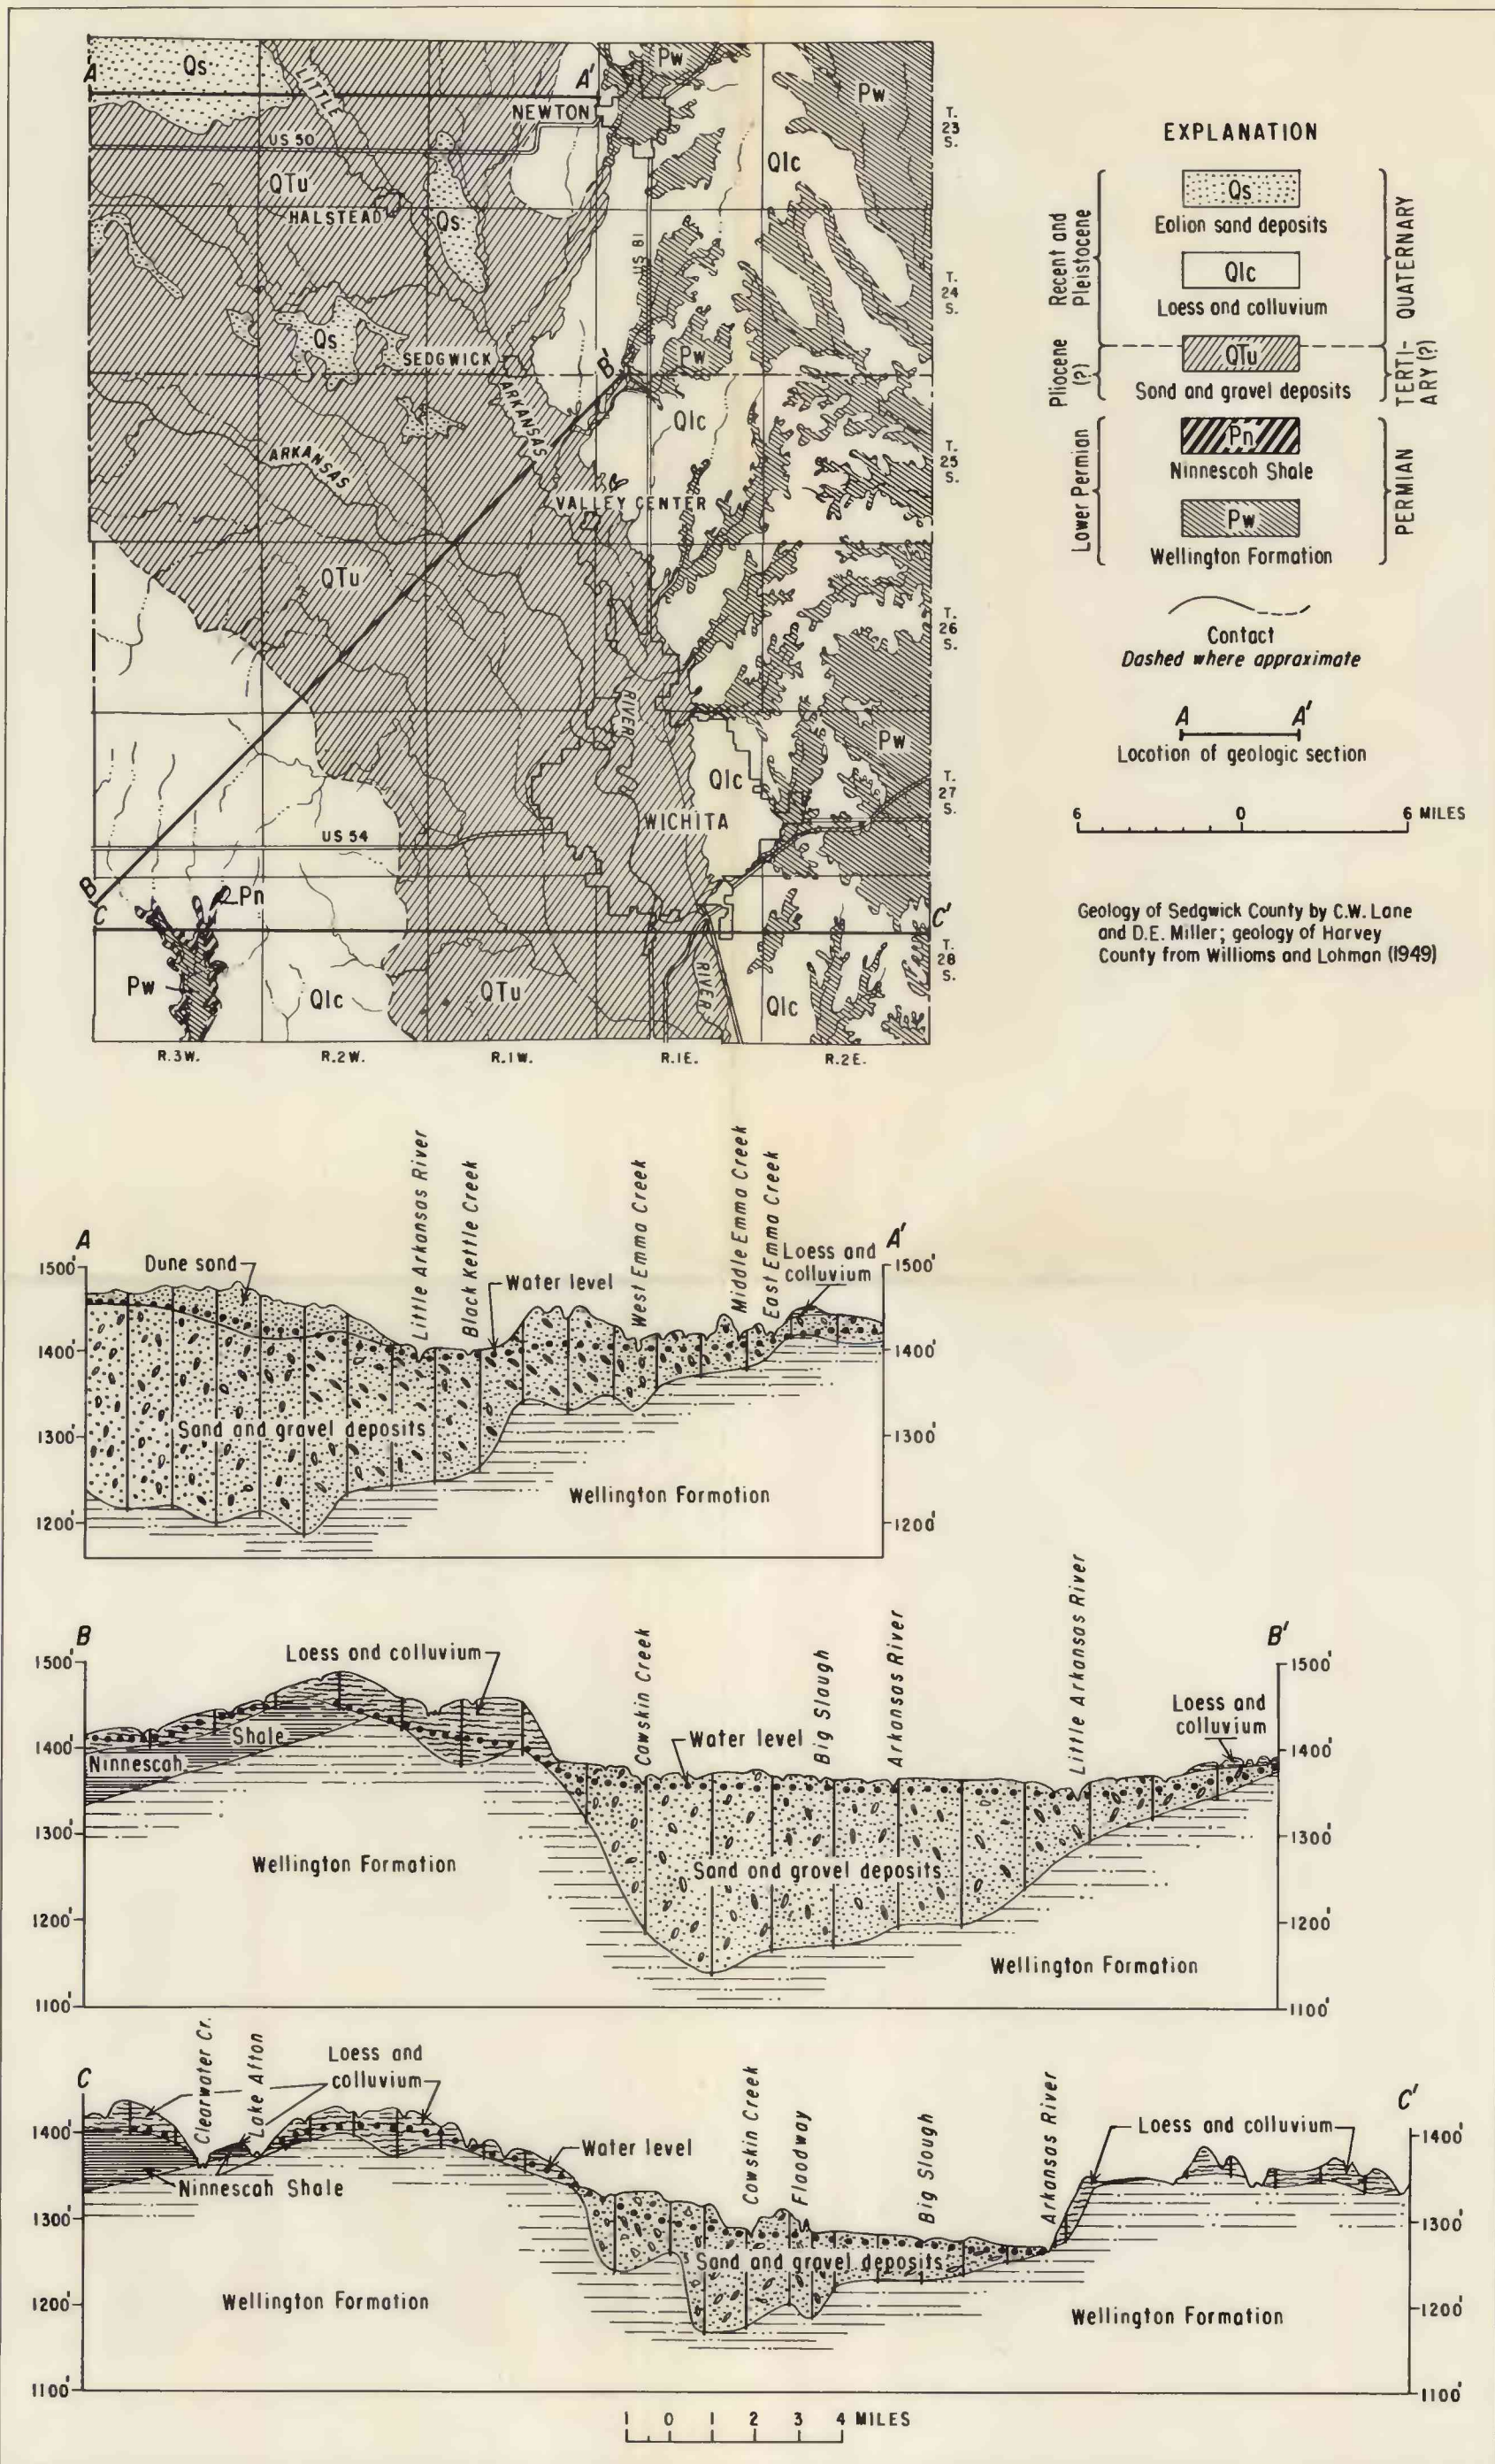 A
Qs
LITTLE
A'
Pw
NEWTON
Pw
T.
23
S.
US 50
QTu
HALSTEAD
Qs
Qlc
US 81
T.
24
S.
Qs
SEDGWICK
B'
Pw
ARKANSAS
Qlc
ARKANSAS
T.
25
S.
VALLEY CENTER
QTu
T.
26
S.
RIVER
Pw
Qlc
T.
27
S.
WICHITA
US 54
B
C
Pn
C'
T.
28
S.
Pw
Qlc
QTu
RIVER
Qlc
R.3W.
R.2W.
R.1W.
R.1E.
R.2E.
EXPLANATION
Qs
Eolian sand deposits
Qlc
Loess and colluvium
QTu
Sand and gravel deposits
Pn
Ninnescah Shale
Pw
Wellington Formation
Recent and
Pleistocene
Pliocene
(?)
Lower Permian
QUATERNARY
TERTI-
ARY(?)
PERMIAN
Contact
Dashed where approximate
A A'
Location of geologic section
6 0 6 MILES
Geology of Sedgwick County by C.W. Lane
and D.E. Miller; geology of Harvey
County from Williams and Lohman (1949)
A
A'
1500'
1400'
1300'
1200'
Dune sand
Little Arkansas River
Black Kettle Creek
Water level
West Emma Creek
Middle Emma Creek
East Emma Creek
Loess and
colluvium
1500'
1400'
1300'
1200'
Sand and gravel deposits
Wellington Formation
B
B'
1500'
1400'
1300'
1200'
1100'
Loess and colluvium
Cowskin Creek
Water level
Big Slough
Arkansas River
Little Arkansas River
Loess and
colluvium
1500'
1400'
1300'
1200'
1100'
Ninnescah
Shale
Wellington Formation
Sand and gravel deposits
Wellington Formation
C
C'
1400'
1300'
1200'
1100'
Clearwater Cr.
Lake Afton
Loess and
colluvium
Water level
Ninnescah Shale
Cowskin Creek
Floodway
Big Slough
Arkansas River
Loess and colluvium
1400'
1300'
1200'
1100'
Sand and gravel deposits
Wellington Formation
Wellington Formation
1 0 1 2 3 4 MILES